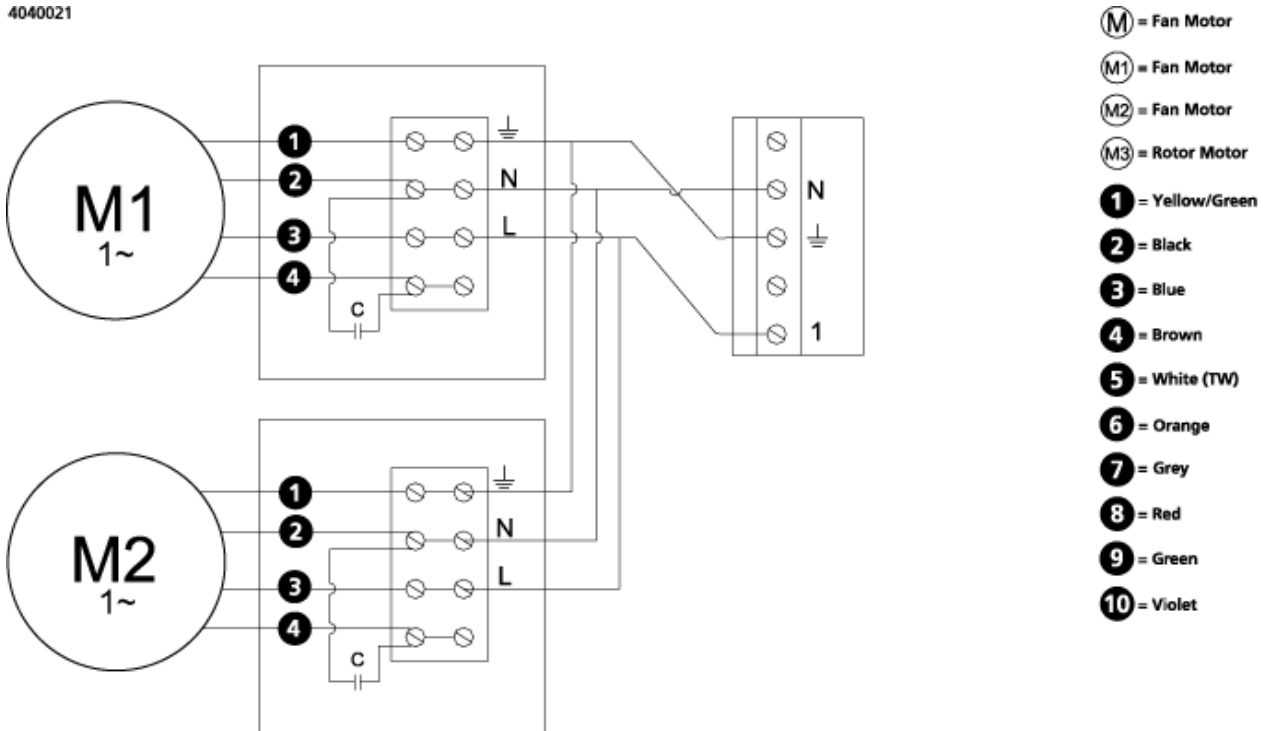 4040021
M1
1~
1
2
3
4
C
N
L
N
1
M2
1~
1
2
3
4
C
N
L
M = Fan Motor
M1 = Fan Motor
M2 = Fan Motor
M3 = Rotor Motor
1 = Yellow/Green
2 = Black
3 = Blue
4 = Brown
5 = White (TW)
6 = Orange
7 = Grey
8 = Red
9 = Green
10 = Violet